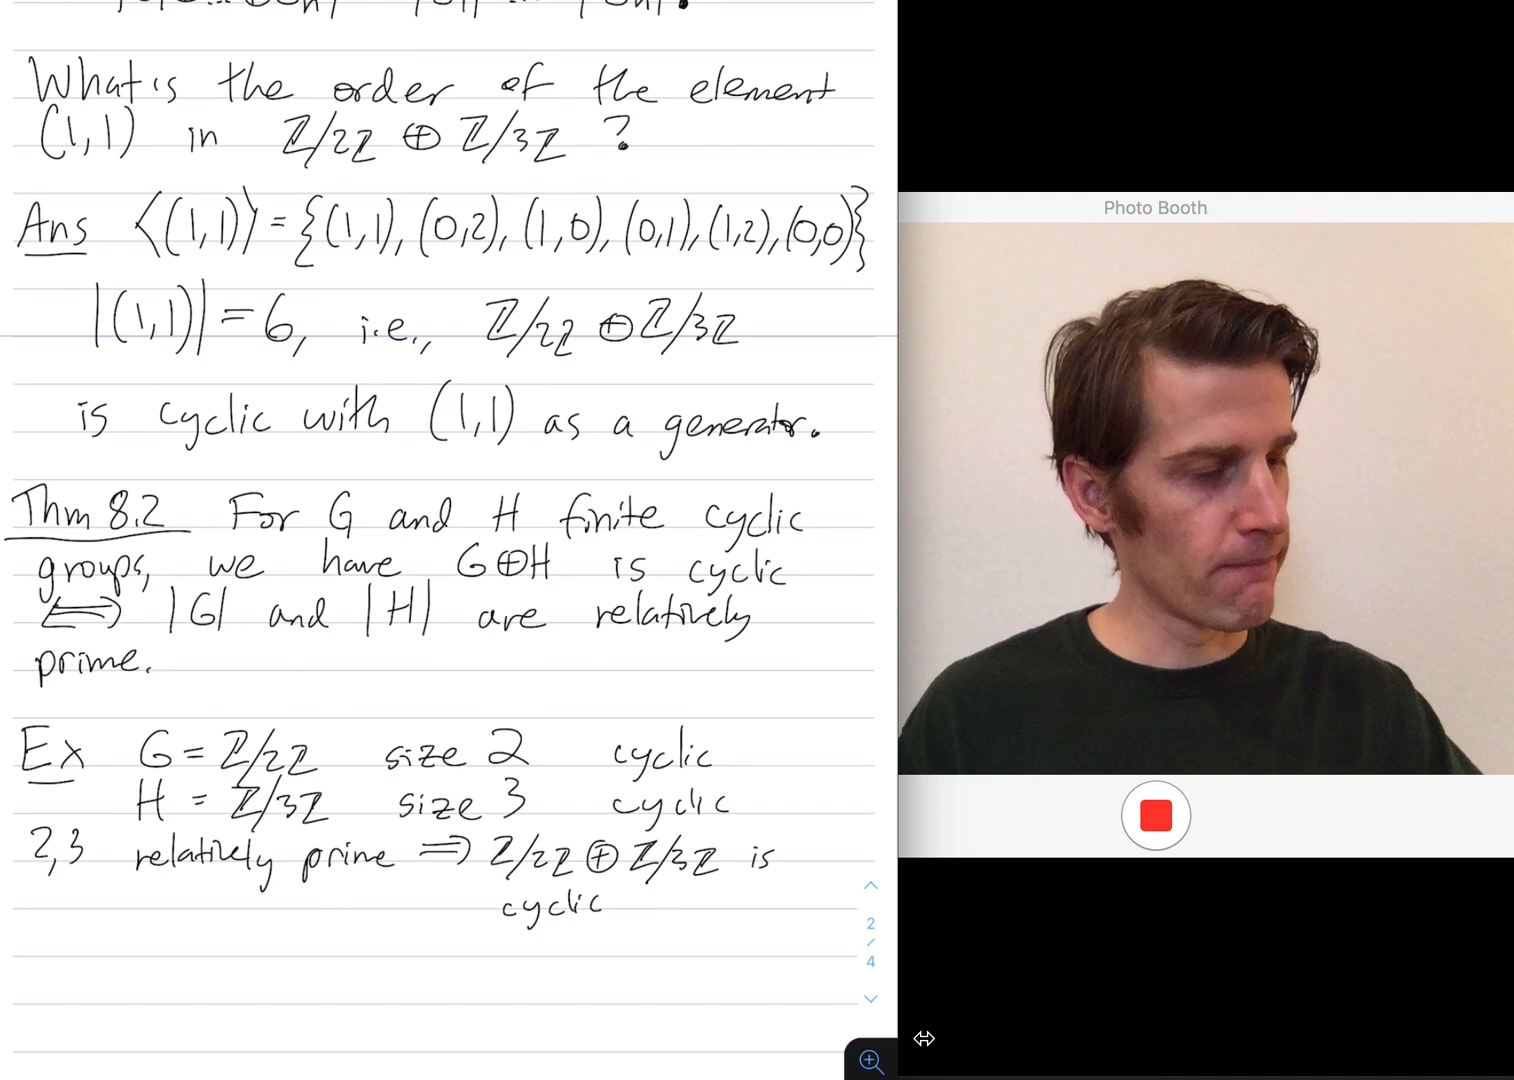 What is the order of the element
(1,1) in ℤ/2ℤ ⊕ ℤ/3ℤ ?
Ans ⟨(1,1)⟩ = {(1,1), (0,2), (1,0), (0,1), (1,2), (0,0)}
|(1,1)| = 6, i.e., ℤ/2ℤ ⊕ ℤ/3ℤ
is cyclic with (1,1) as a generator.
Thm 8.2 For G and H finite cyclic
groups, we have G⊕H is cyclic
⟺ |G| and |H| are relatively
prime.
Ex G = ℤ/2ℤ size 2 cyclic
H = ℤ/3ℤ size 3 cyclic
2,3 relatively prime ⟹ ℤ/2ℤ ⊕ ℤ/3ℤ is
cyclic
2
/
4
Photo Booth